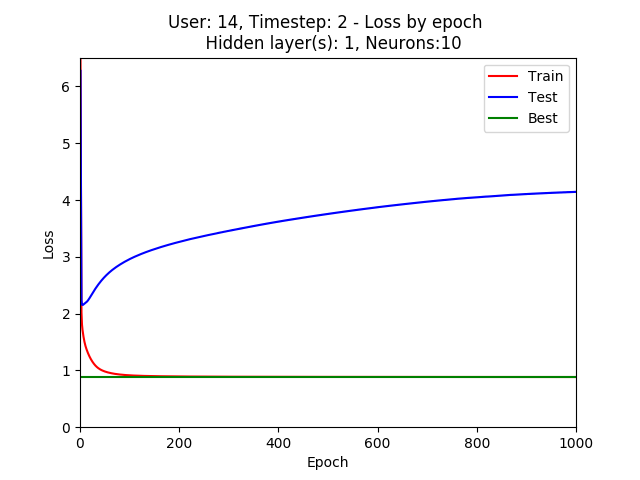 User: 14, Timestep: 2 - Loss by epoch
Hidden layer(s): 1, Neurons:10
Train
Test
Best
6
5
4
3
2
1
0
Loss
0 200 400 600 800 1000
Epoch